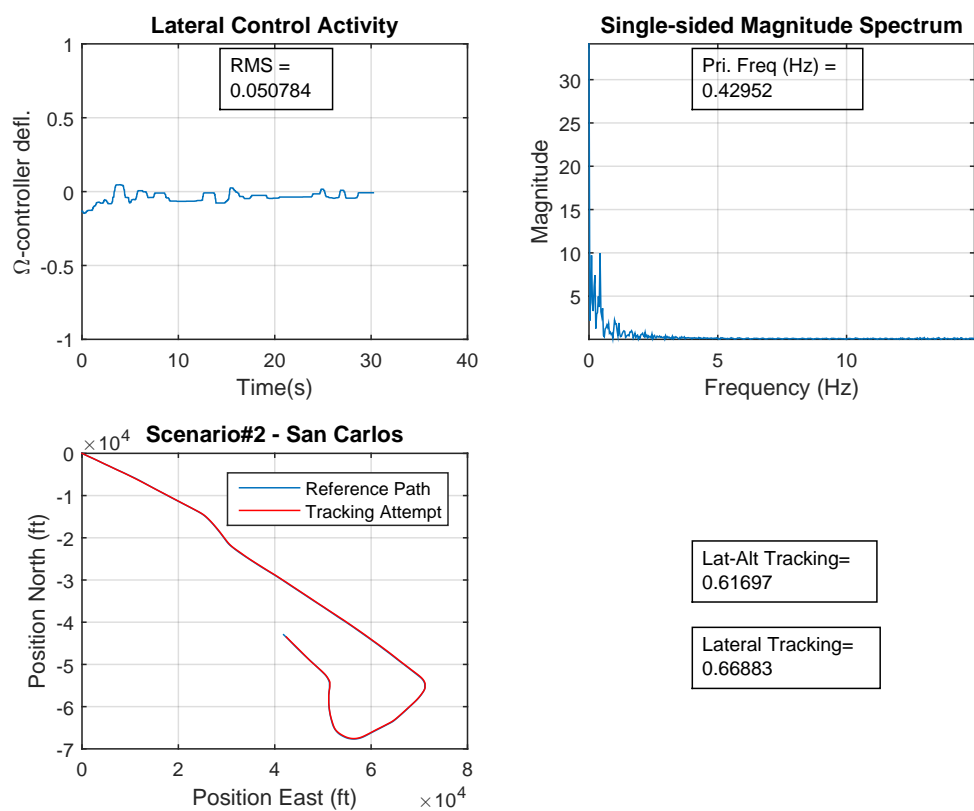 Lateral Control Activity
RMS =
0.050784
1
0.5
0
-0.5
-1
Ω-controller defl.
0 10 20 30 40
Time(s)
Single-sided Magnitude Spectrum
Pri. Freq (Hz) =
0.42952
30
25
20
15
10
5
Magnitude
0 5 10
Frequency (Hz)
Scenario#2 - San Carlos
×10⁴
Reference Path
Tracking Attempt
0
-1
-2
-3
-4
-5
-6
-7
Position North (ft)
0 2 4 6 8
Position East (ft)
×10⁴
Lat-Alt Tracking=
0.61697
Lateral Tracking=
0.66883